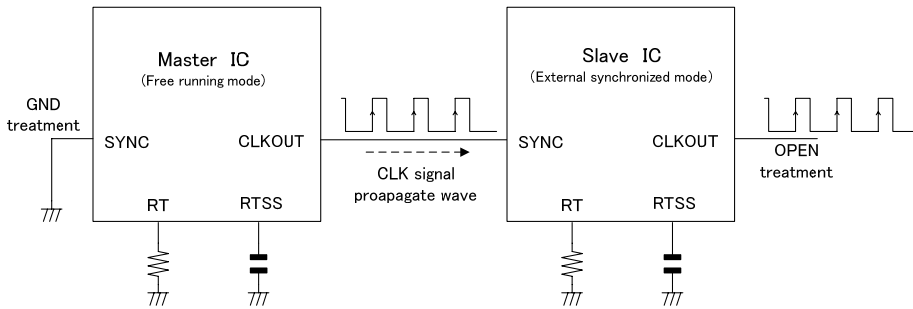 Master IC
(Free running mode)
GND
treatment
SYNC
CLKOUT
RT
RTSS
CLK signal
proapagate wave
Slave IC
(External synchronized mode)
SYNC
CLKOUT
RT
RTSS
OPEN
treatment